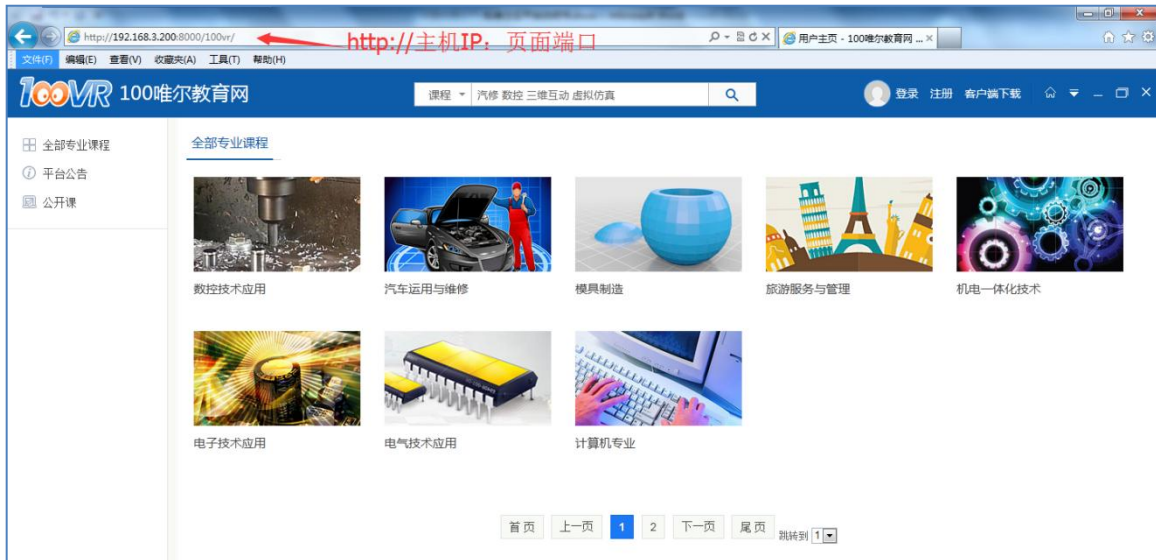 http://192.168.3.200:8000/100vr/
http://主机IP：页面端口
用户主页 - 100唯尔教育网 ...
文件(F) 编辑(E) 查看(V) 收藏夹(A) 工具(T) 帮助(H)
100VR 100唯尔教育网
课程 汽修 数控 三维互动 虚拟仿真
登录 注册 客户端下载
全部专业课程
平台公告
公开课
全部专业课程
数控技术应用 汽车运用与维修 模具制造 旅游服务与管理 机电一体化技术
电子技术应用 电气技术应用 计算机专业
首页 上一页 1 2 下一页 尾页 跳转到 1